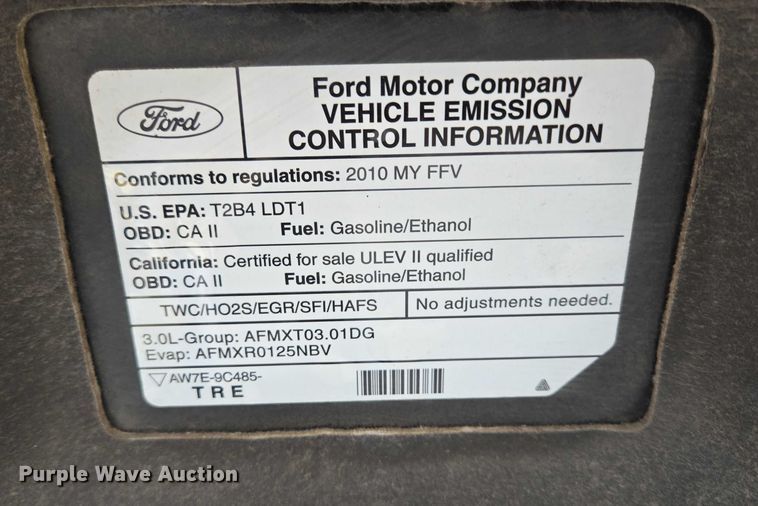 Ford
Ford Motor Company
VEHICLE EMISSION
CONTROL INFORMATION
Conforms to regulations: 2010 MY FFV
U.S. EPA: T2B4 LDT1
OBD: CA II Fuel: Gasoline/Ethanol
California: Certified for sale ULEV II qualified
OBD: CA II Fuel: Gasoline/Ethanol
TWC/HO2S/EGR/SFI/HAFS No adjustments needed.
3.0L-Group: AFMXT03.01DG
Evap: AFMXR0125NBV
AW7E-9C485-
TRE
Purple Wave Auction